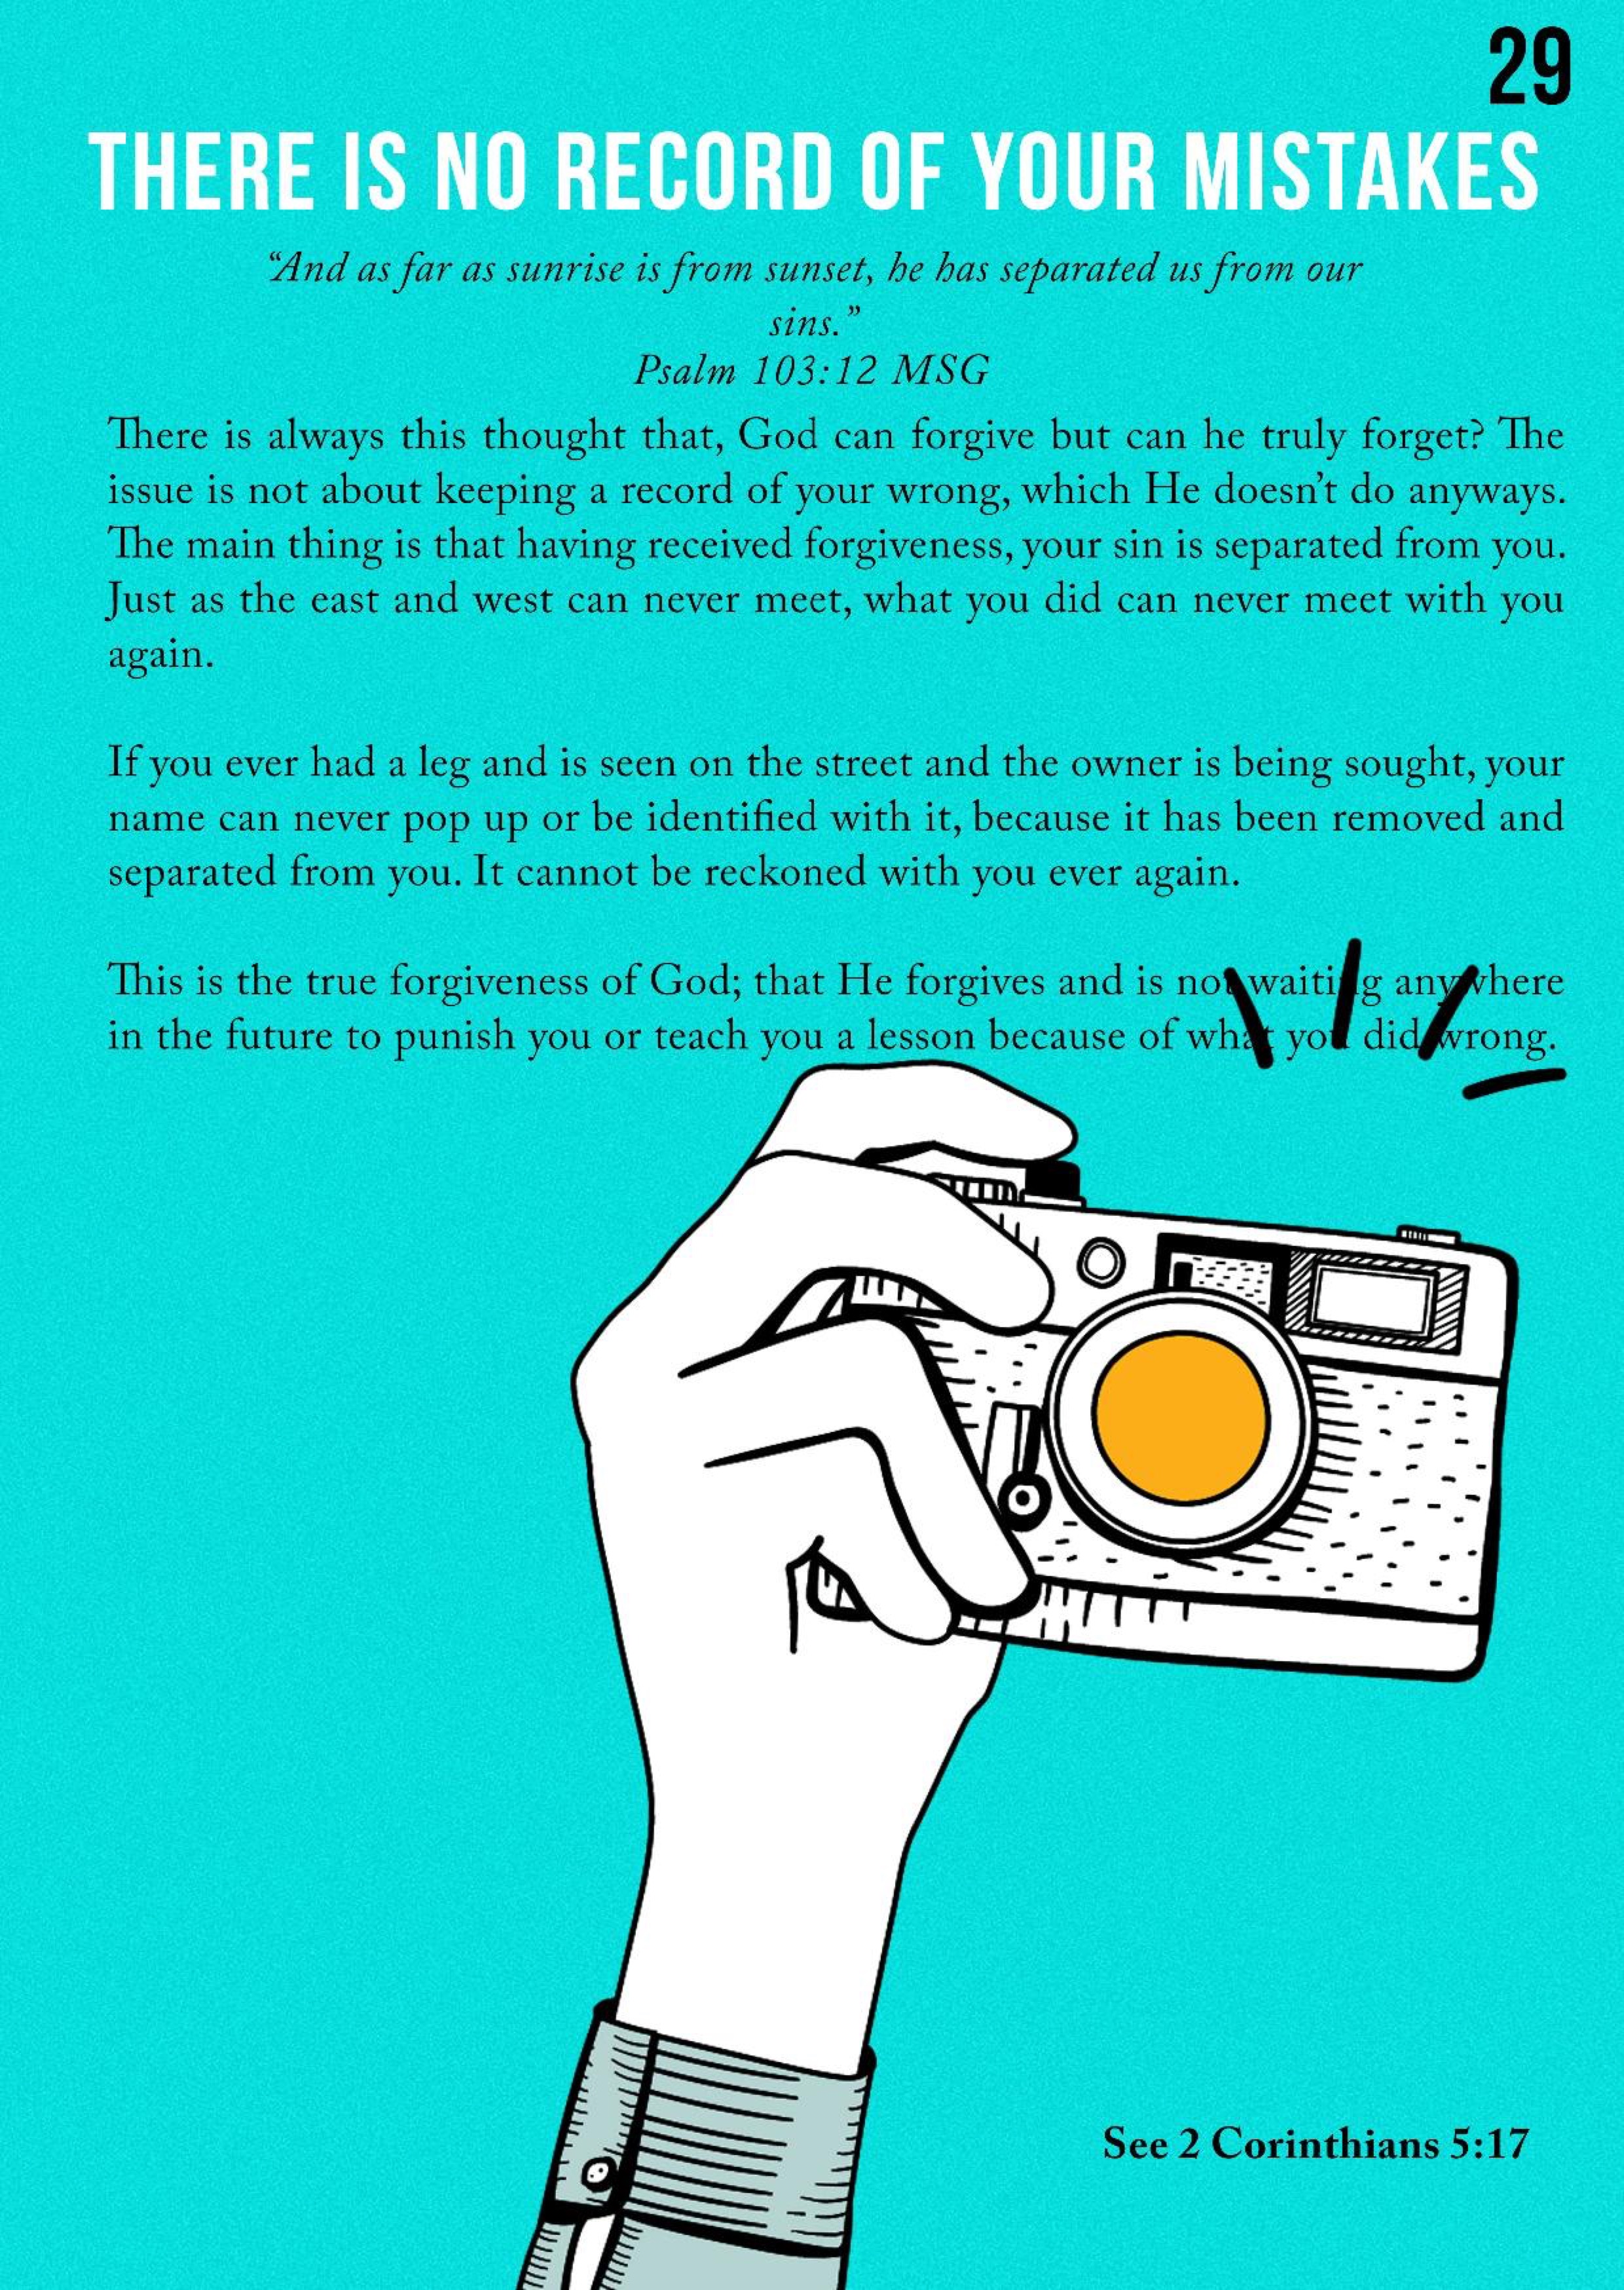 29
THERE IS NO RECORD OF YOUR MISTAKES
“And as far as sunrise is from sunset, he has separated us from our
sins.”
Psalm 103:12 MSG
There is always this thought that, God can forgive but can he truly forget? The
issue is not about keeping a record of your wrong, which He doesn’t do anyways.
The main thing is that having received forgiveness, your sin is separated from you.
Just as the east and west can never meet, what you did can never meet with you
again.
If you ever had a leg and is seen on the street and the owner is being sought, your
name can never pop up or be identified with it, because it has been removed and
separated from you. It cannot be reckoned with you ever again.
This is the true forgiveness of God; that He forgives and is not waiting anywhere
in the future to punish you or teach you a lesson because of what you did wrong.
See 2 Corinthians 5:17